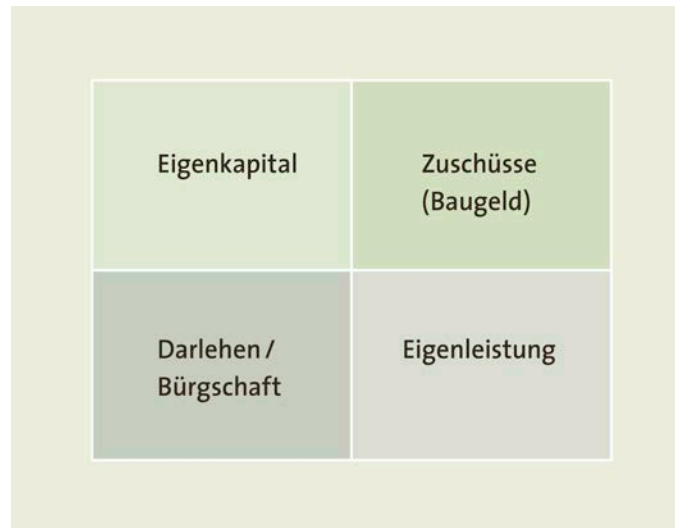 Eigenkapital
Zuschüsse
(Baugeld)
Darlehen /
Bürgschaft
Eigenleistung